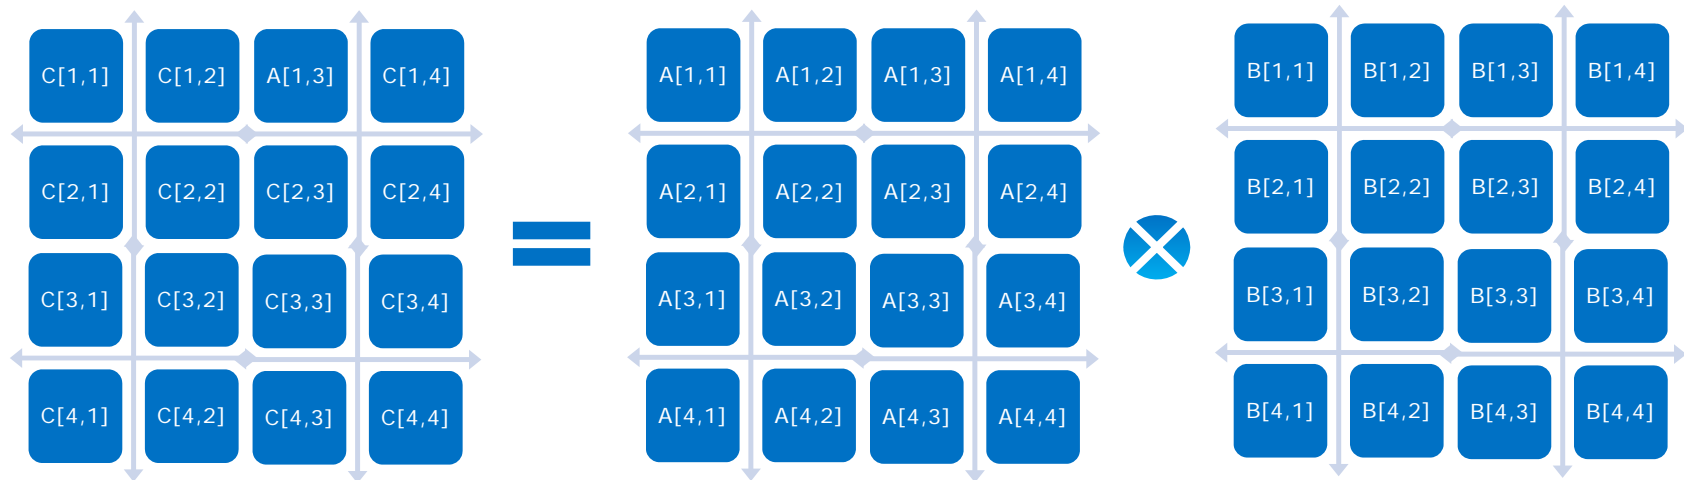 C[1,1] C[1,2] A[1,3] C[1,4]
C[2,1] C[2,2] C[2,3] C[2,4]
C[3,1] C[3,2] C[3,3] C[3,4]
C[4,1] C[4,2] C[4,3] C[4,4]
=
A[1,1] A[1,2] A[1,3] A[1,4]
A[2,1] A[2,2] A[2,3] A[2,4]
A[3,1] A[3,2] A[3,3] A[3,4]
A[4,1] A[4,2] A[4,3] A[4,4]
⊗
B[1,1] B[1,2] B[1,3] B[1,4]
B[2,1] B[2,2] B[2,3] B[2,4]
B[3,1] B[3,2] B[3,3] B[3,4]
B[4,1] B[4,2] B[4,3] B[4,4]